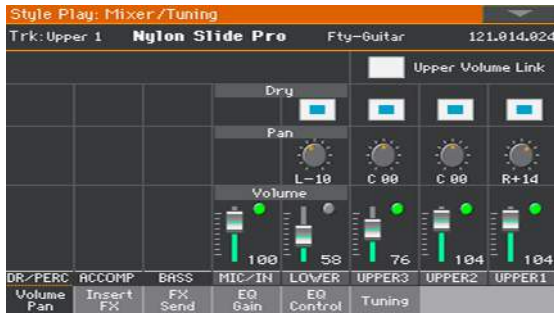 Style Play: Mixer/Tuning
Trk: Upper 1 Nylon Slide Pro Fty-Guitar 121.014.024
Upper Volume Link
Dry
Pan
L-10 C 00 C 00 R+14
Volume
100 58 76 104 104
DR/PERC ACCOMP BASS MIC/IN LOWER UPPER3 UPPER2 UPPER1
Volume Pan Insert FX FX Send EQ Gain EQ Control Tuning